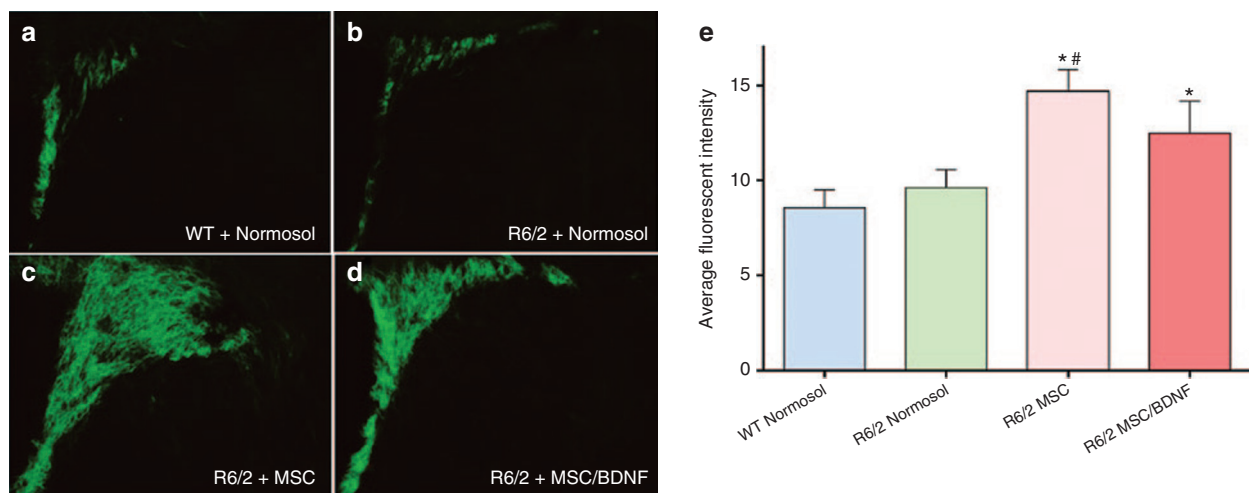 a
WT + Normosol
b
R6/2 + Normosol
c
R6/2 + MSC
d
R6/2 + MSC/BDNF
e
Average fluorescent intensity
15
10
5
0
* #
*
WT Normosol
R6/2 Normosol
R6/2 MSC
R6/2 MSC/BDNF